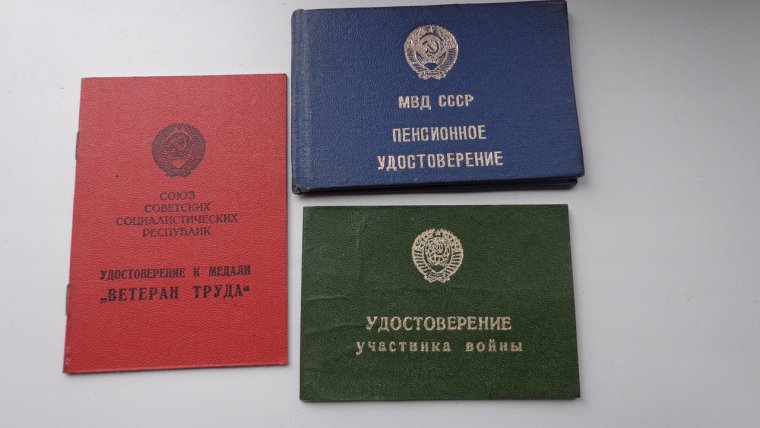 СОЮЗ
СОВЕТСКИХ
СОЦИАЛИСТИЧЕСКИХ
РЕСПУБЛИК
УДОСТОВЕРЕНИЕ К МЕДАЛИ
„ВЕТЕРАН ТРУДА“
МВД СССР
ПЕНСИОННОЕ
УДОСТОВЕРЕНИЕ
УДОСТОВЕРЕНИЕ
участника войны